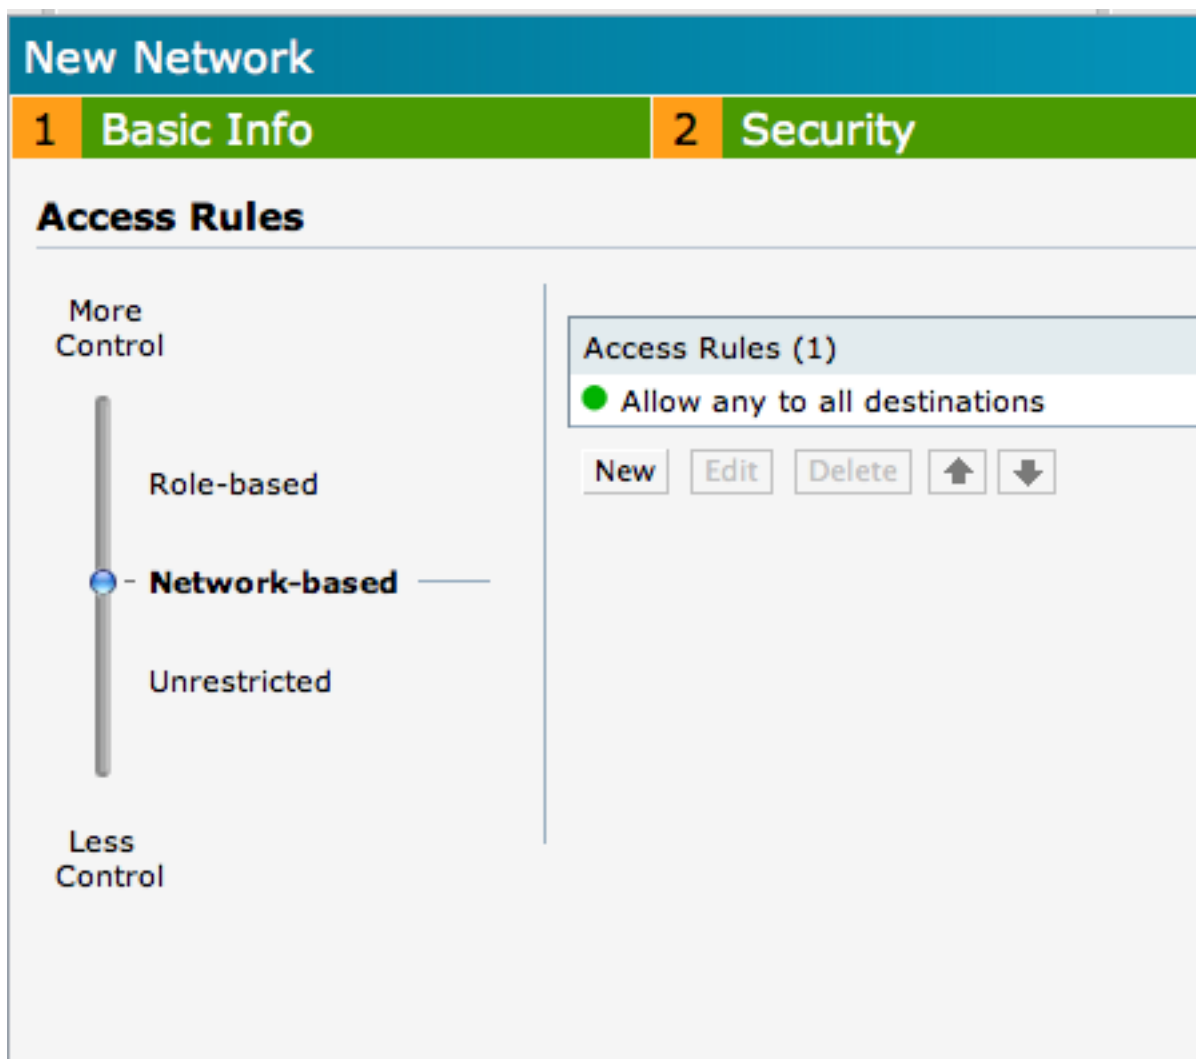 New Network
1 Basic Info 2 Security
Access Rules
More
Control
Access Rules (1)
Allow any to all destinations
New Edit Delete
Role-based
Network-based
Unrestricted
Less
Control